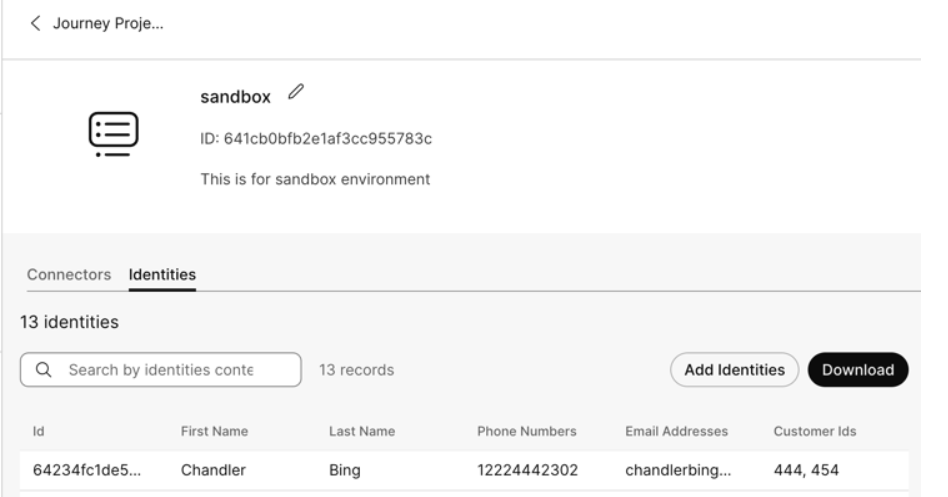 Journey Proje...
sandbox
ID: 641cb0bfb2e1af3cc955783c
This is for sandbox environment
Connectors Identities
13 identities
Search by identities conte 13 records Add Identities Download
Id First Name Last Name Phone Numbers Email Addresses Customer Ids
64234fc1de5... Chandler Bing 12224442302 chandlerbing... 444, 454